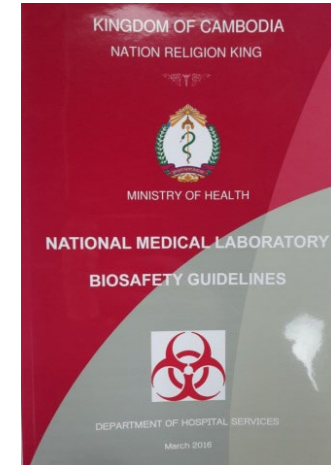 KINGDOM OF CAMBODIA
NATION RELIGION KING
MINISTRY OF HEALTH
NATIONAL MEDICAL LABORATORY
BIOSAFETY GUIDELINES
DEPARTMENT OF HOSPITAL SERVICES
March 2016